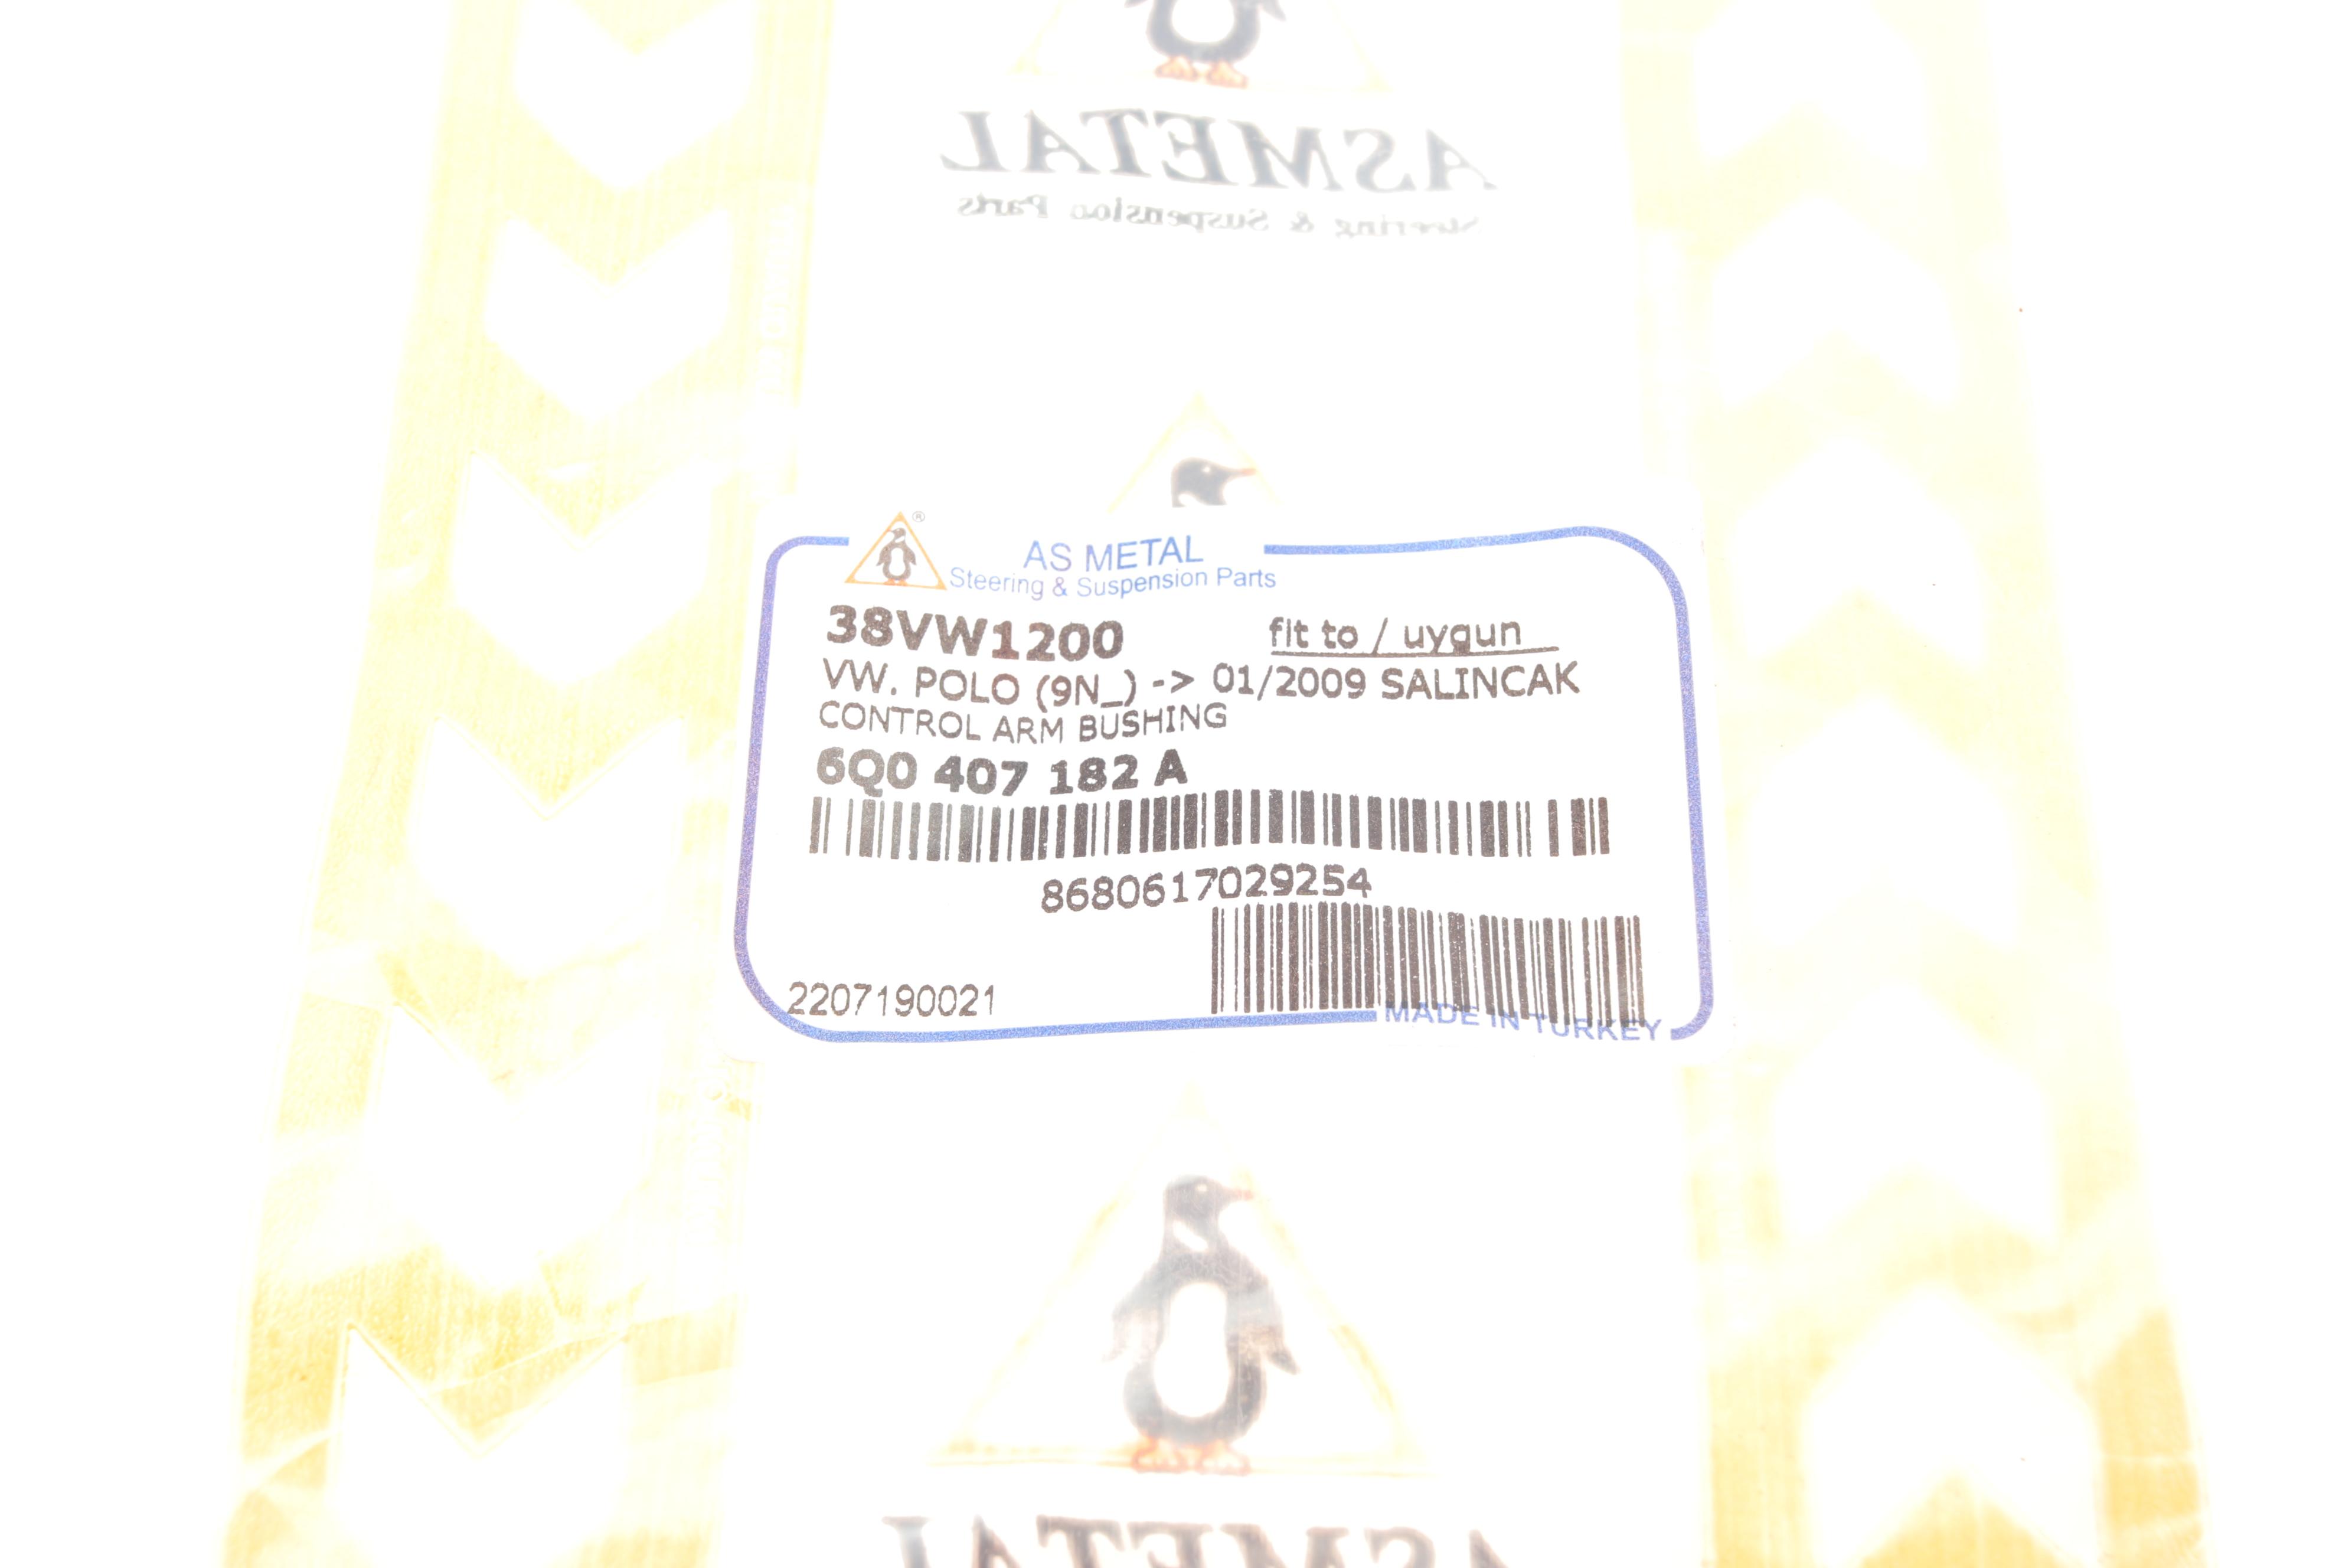 ASMETAL
Steering & Suspension Parts
®
AS METAL
Steering & Suspension Parts
38VW1200 fit to / uygun
VW. POLO (9N_) -> 01/2009 SALINCAK
CONTROL ARM BUSHING
6Q0 407 182 A
8680617029254
2207190021
MADE IN TURKEY
ASMETAL